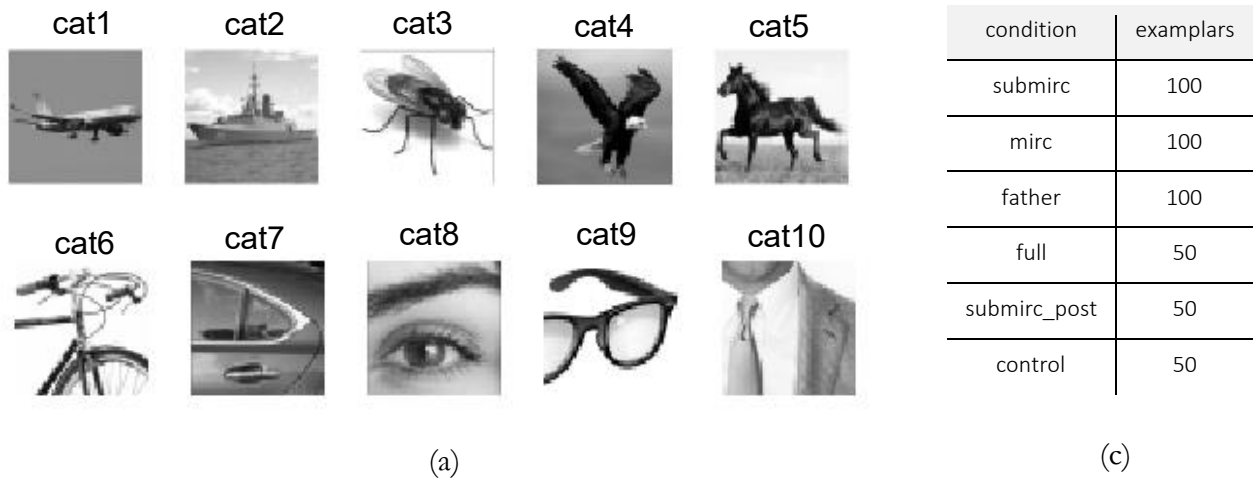 cat1 cat2 cat3 cat4 cat5
cat6 cat7 cat8 cat9 cat10
(a)
condition examplars
submirc 100
mirc 100
father 100
full 50
submirc_post 50
control 50
(c)